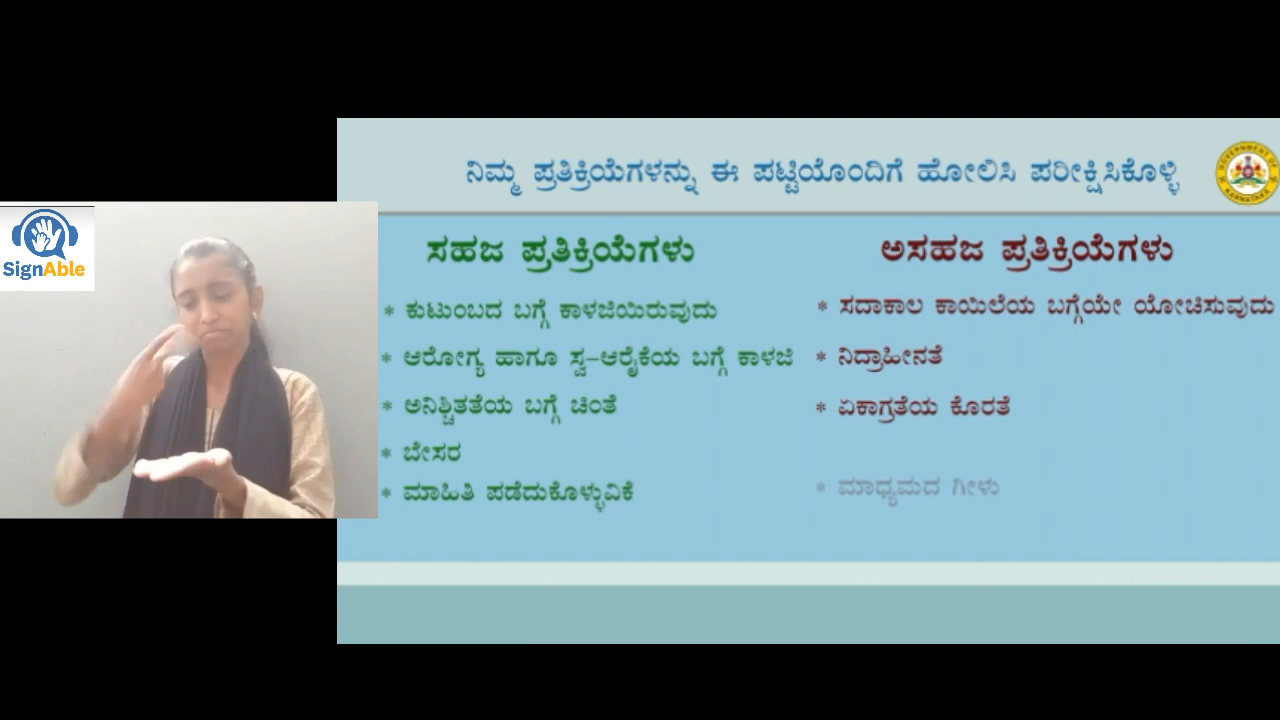 SignAble
ನಿಮ್ಮ ಪ್ರತಿಕ್ರಿಯೆಗಳನ್ನು ಈ ಪಟ್ಟಿಯೊಂದಿಗೆ ಹೋಲಿಸಿ ಪರೀಕ್ಷಿಸಿಕೊಳ್ಳಿ
ಸಹಜ ಪ್ರತಿಕ್ರಿಯೆಗಳು
* ಕುಟುಂಬದ ಬಗ್ಗೆ ಕಾಳಜಿಯಿರುವುದು
* ಆರೋಗ್ಯ ಹಾಗೂ ಸ್ವ-ಆರೈಕೆಯ ಬಗ್ಗೆ ಕಾಳಜಿ
* ಅನಿಶ್ಚಿತತೆಯ ಬಗ್ಗೆ ಚಿಂತೆ
* ಬೇಸರ
* ಮಾಹಿತಿ ಪಡೆದುಕೊಳ್ಳುವಿಕೆ
ಅಸಹಜ ಪ್ರತಿಕ್ರಿಯೆಗಳು
* ಸದಾಕಾಲ ಕಾಯಿಲೆಯ ಬಗ್ಗೆಯೇ ಯೋಚಿಸುವುದು
* ನಿದ್ರಾಹೀನತೆ
* ಏಕಾಗ್ರತೆಯ ಕೊರತೆ
* ಮಾಧ್ಯಮದ ಗೀಳು